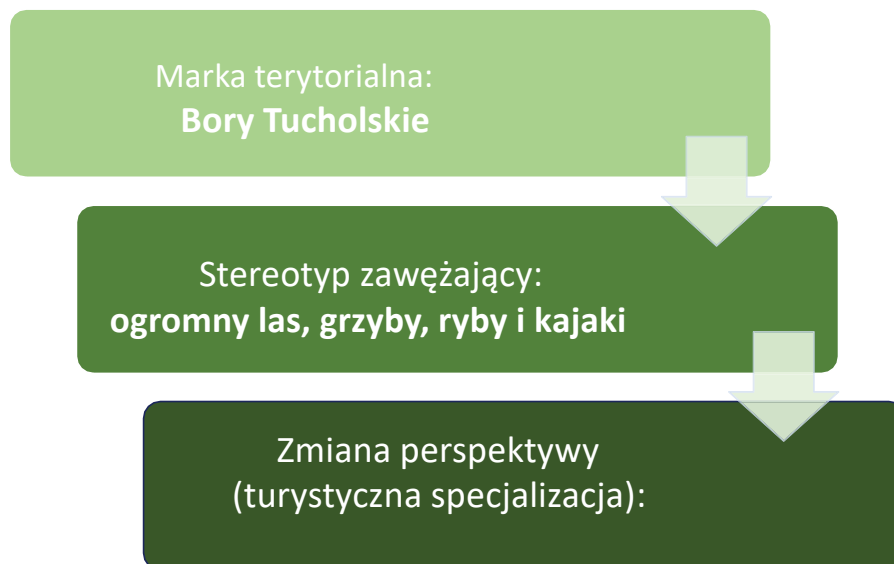 Marka terytorialna:
Bory Tucholskie
Stereotyp zawężający:
ogromny las, grzyby, ryby i kajaki
Zmiana perspektywy
(turystyczna specjalizacja):